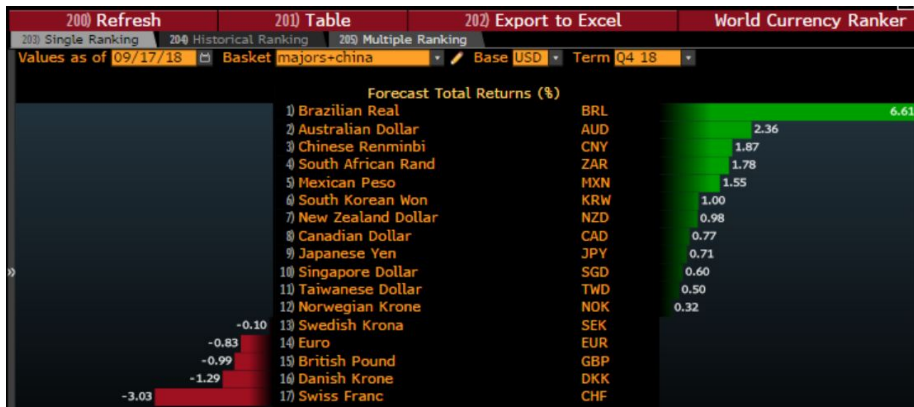 200) Refresh 201) Table 202) Export to Excel World Currency Ranker
203) Single Ranking 204) Historical Ranking 205) Multiple Ranking
Values as of 09/17/18 Basket majors+china Base USD Term Q4 18
Forecast Total Returns (%)
1) Brazilian Real BRL 6.61
2) Australian Dollar AUD 2.36
3) Chinese Renminbi CNY 1.87
4) South African Rand ZAR 1.78
5) Mexican Peso MXN 1.55
6) South Korean Won KRW 1.00
7) New Zealand Dollar NZD 0.98
8) Canadian Dollar CAD 0.77
9) Japanese Yen JPY 0.71
10) Singapore Dollar SGD 0.60
11) Taiwanese Dollar TWD 0.50
12) Norwegian Krone NOK 0.32
-0.10 13) Swedish Krona SEK
-0.83 14) Euro EUR
-0.99 15) British Pound GBP
-1.29 16) Danish Krone DKK
-3.03 17) Swiss Franc CHF